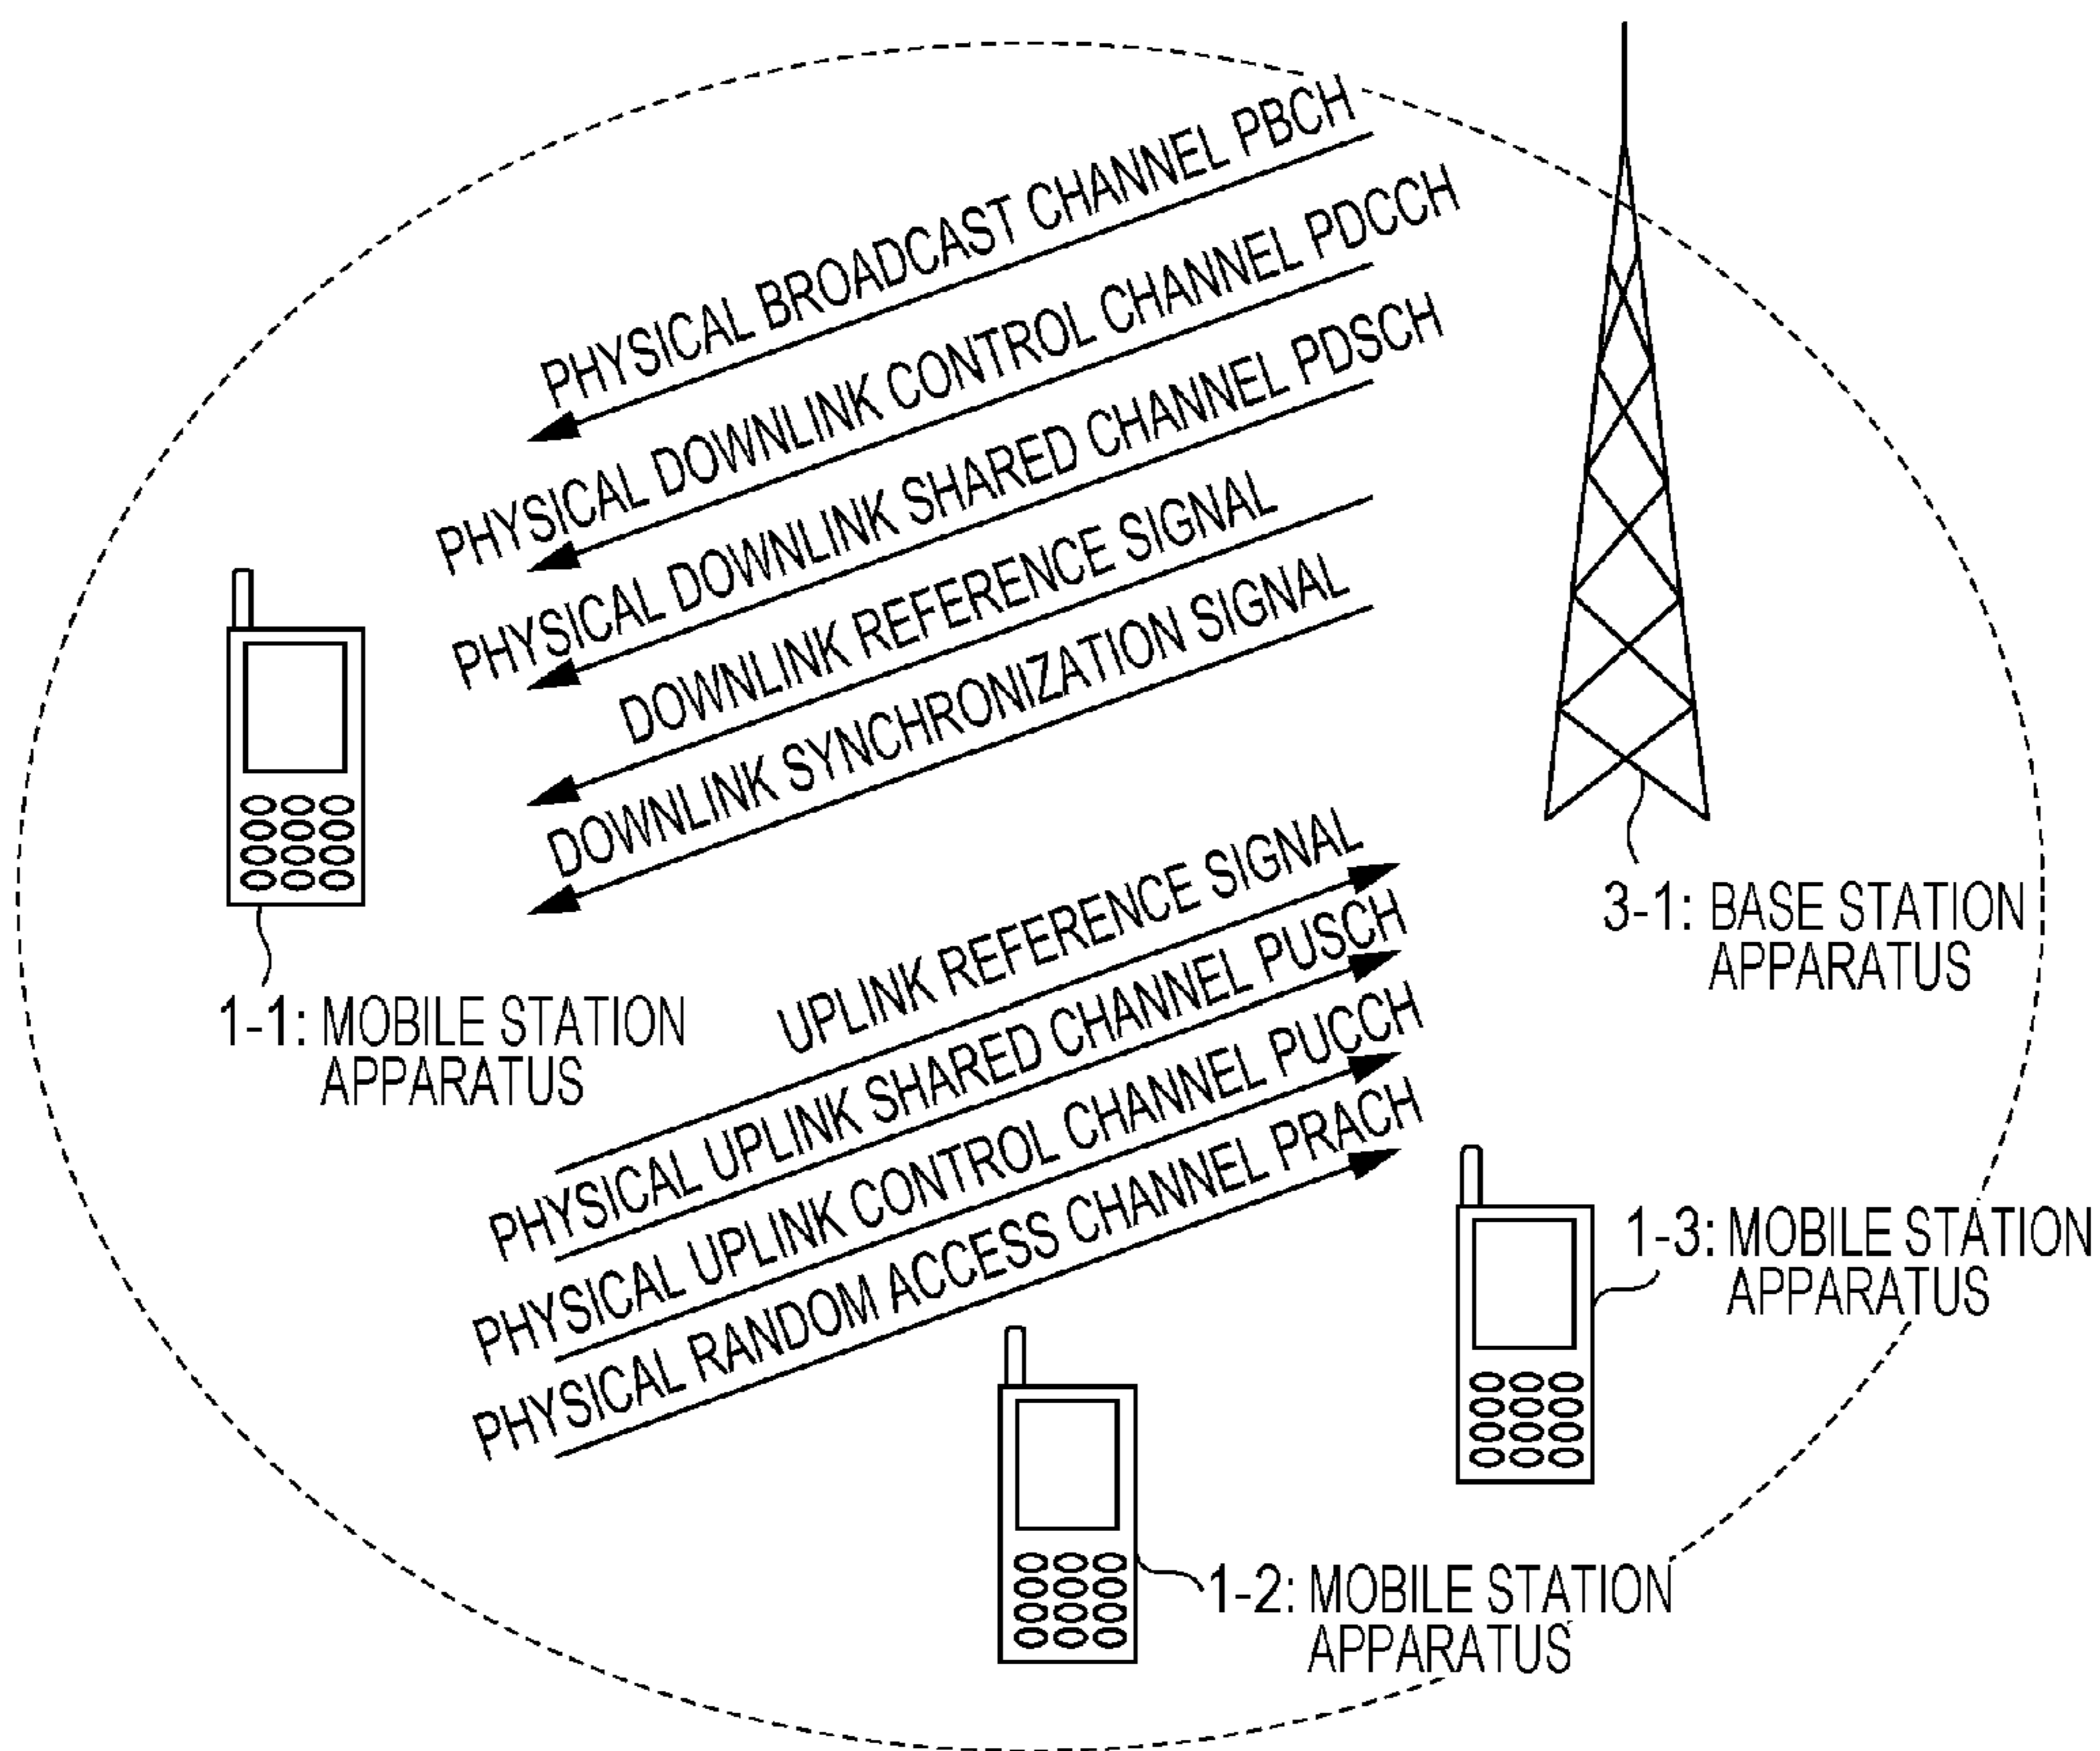 PHYSICAL BROADCAST CHANNEL PBCH
PHYSICAL DOWNLINK CONTROL CHANNEL PDCCH
PHYSICAL DOWNLINK SHARED CHANNEL PDSCH
DOWNLINK REFERENCE SIGNAL
DOWNLINK SYNCHRONIZATION SIGNAL
3-1: BASE STATION
APPARATUS
1-1: MOBILE STATION
APPARATUS
UPLINK REFERENCE SIGNAL
PHYSICAL UPLINK SHARED CHANNEL PUSCH
PHYSICAL UPLINK CONTROL CHANNEL PUCCH
PHYSICAL RANDOM ACCESS CHANNEL PRACH
1-3: MOBILE STATION
APPARATUS
1-2: MOBILE STATION
APPARATUS